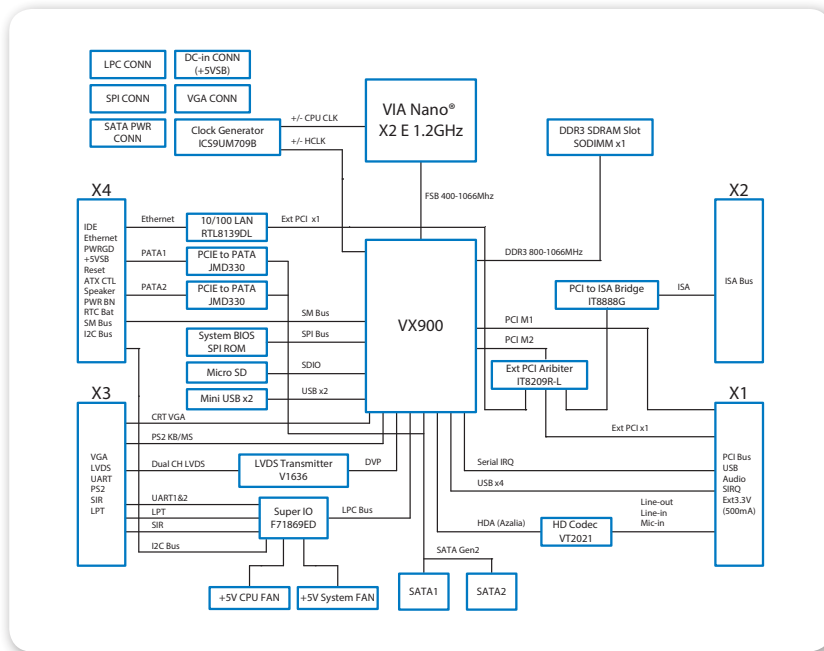 LPC CONN
DC-in CONN
(+5VSB)
SPI CONN
VGA CONN
SATA PWR
CONN
Clock Generator
ICS9UM709B
+/- CPU CLK
+/- HCLK
VIA Nano®
X2 E 1.2GHz
DDR3 SDRAM Slot
SODIMM x1
FSB 400-1066Mhz
DDR3 800-1066MHz
X4
IDE
Ethernet
PWRGD
+5VSB
Reset
ATX CTL
Speaker
PWR BN
RTC Bat
SM Bus
I2C Bus
Ethernet
10/100 LAN
RTL8139DL
Ext PCI x1
PATA1
PCIE to PATA
JMD330
PATA2
PCIE to PATA
JMD330
SM Bus
System BIOS
SPI ROM
SPI Bus
Micro SD
SDIO
Mini USB x2
USB x2
VX900
X2
ISA Bus
PCI to ISA Bridge
IT8888G
ISA
PCI M1
PCI M2
Ext PCI Aribiter
IT8209R-L
Ext PCI x1
X3
VGA
LVDS
UART
PS2
SIR
LPT
CRT VGA
PS2 KB/MS
Dual CH LVDS
LVDS Transmitter
V1636
DVP
UART1&2
LPT
SIR
I2C Bus
Super IO
F71869ED
LPC Bus
+5V CPU FAN
+5V System FAN
X1
PCI Bus
USB
Audio
SIRQ
Ext3.3V
(500mA)
Serial IRQ
USB x4
HDA (Azalia)
HD Codec
VT2021
Line-out
Line-in
Mic-in
SATA Gen2
SATA1
SATA2